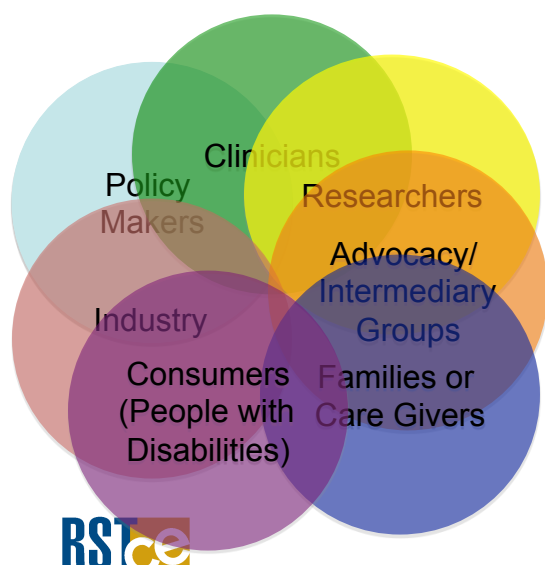 Clinicians
Policy
Makers
Researchers
Advocacy/
Intermediary
Groups
Industry
Consumers
(People with
Disabilities)
Families or
Care Givers
RSTce